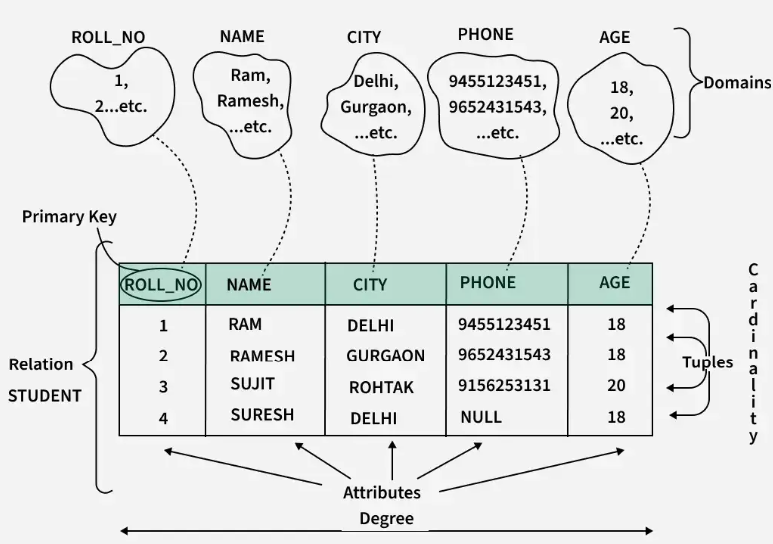 ROLL_NO NAME CITY PHONE AGE
1,
2...etc.
Ram,
Ramesh,
...etc.
Delhi,
Gurgaon,
...etc.
9455123451,
9652431543,
...etc.
18,
20,
...etc.
Domains
Primary Key
ROLL_NO NAME CITY PHONE AGE
1 RAM DELHI 9455123451 18
2 RAMESH GURGAON 9652431543 18
3 SUJIT ROHTAK 9156253131 20
4 SURESH DELHI NULL 18
Relation
STUDENT
Tuples
Cardinality
Attributes
Degree